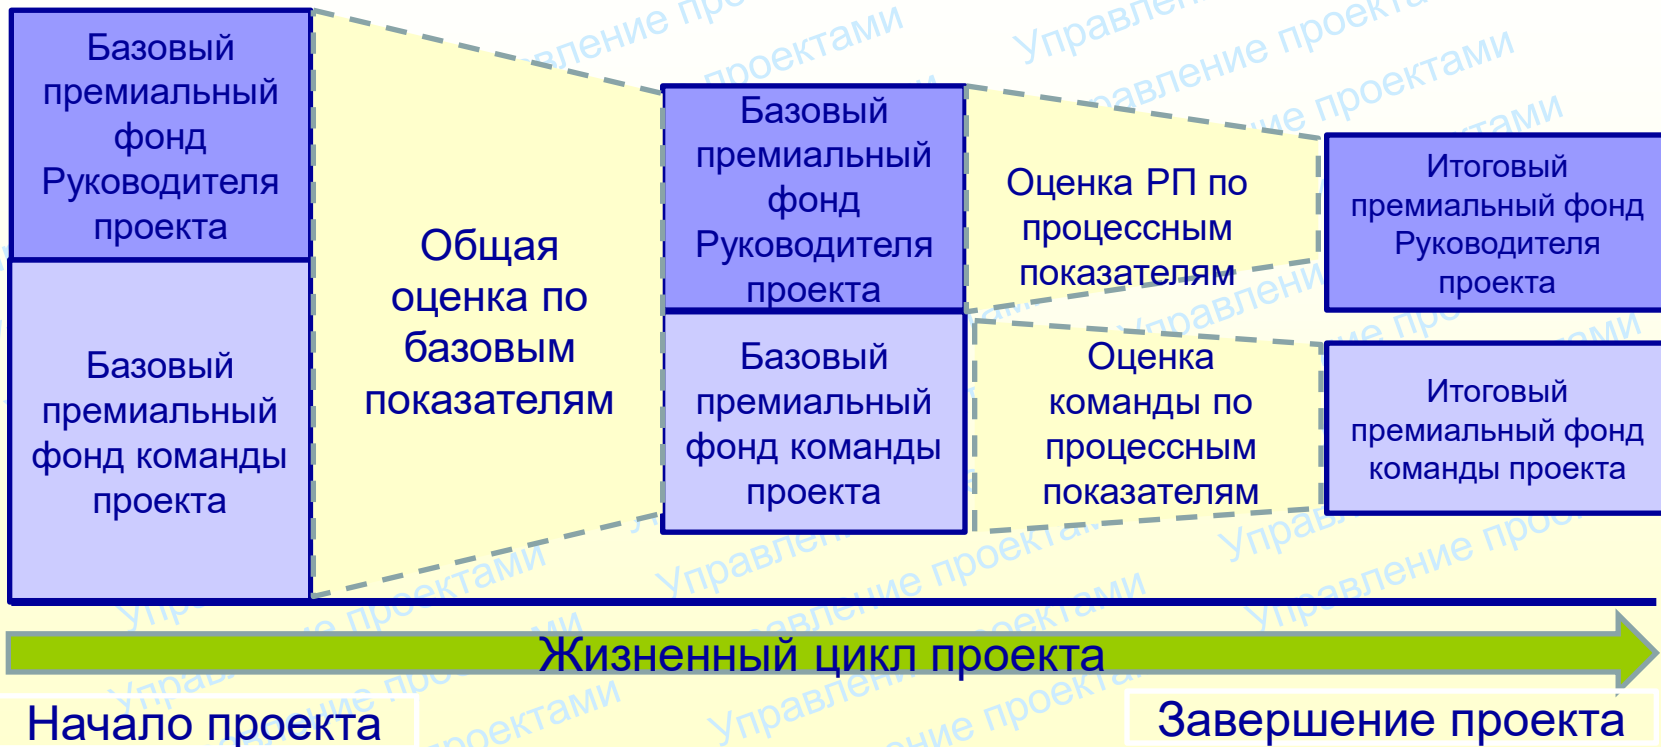 Базовый
премиальный
фонд
Руководителя
проекта
Базовый
премиальный
фонд команды
проекта
Общая
оценка по
базовым
показателям
Базовый
премиальный
фонд
Руководителя
проекта
Базовый
премиальный
фонд команды
проекта
Оценка РП по
процессным
показателям
Оценка
команды по
процессным
показателям
Итоговый
премиальный фонд
Руководителя
проекта
Итоговый
премиальный фонд
команды проекта
Жизненный цикл проекта
Начало проекта
Завершение проекта